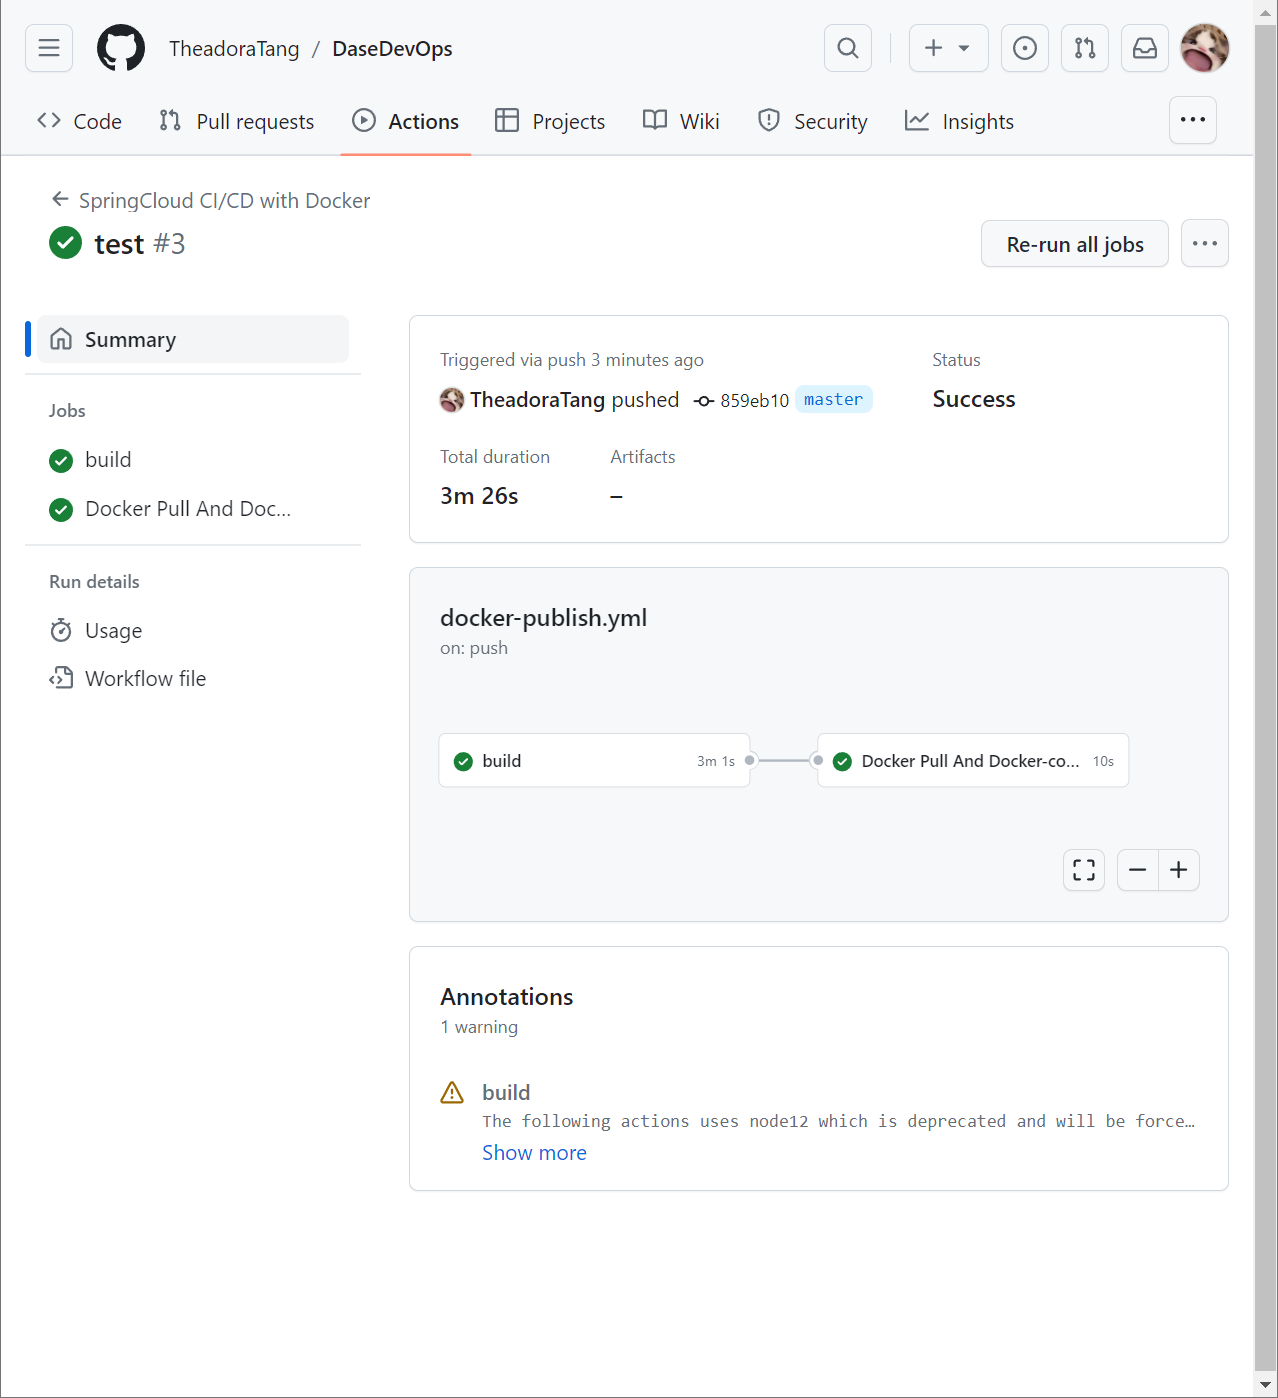 TheadoraTang / DaseDevOps
Code Pull requests Actions Projects Wiki Security Insights
SpringCloud CI/CD with Docker
test #3
Re-run all jobs
Summary
Jobs
build
Docker Pull And Doc...
Run details
Usage
Workflow file
Triggered via push 3 minutes ago
TheadoraTang pushed 859eb10 master
Status
Success
Total duration
3m 26s
Artifacts
–
docker-publish.yml
on: push
build 3m 1s
Docker Pull And Docker-co... 10s
Annotations
1 warning
build
The following actions uses node12 which is deprecated and will be force…
Show more